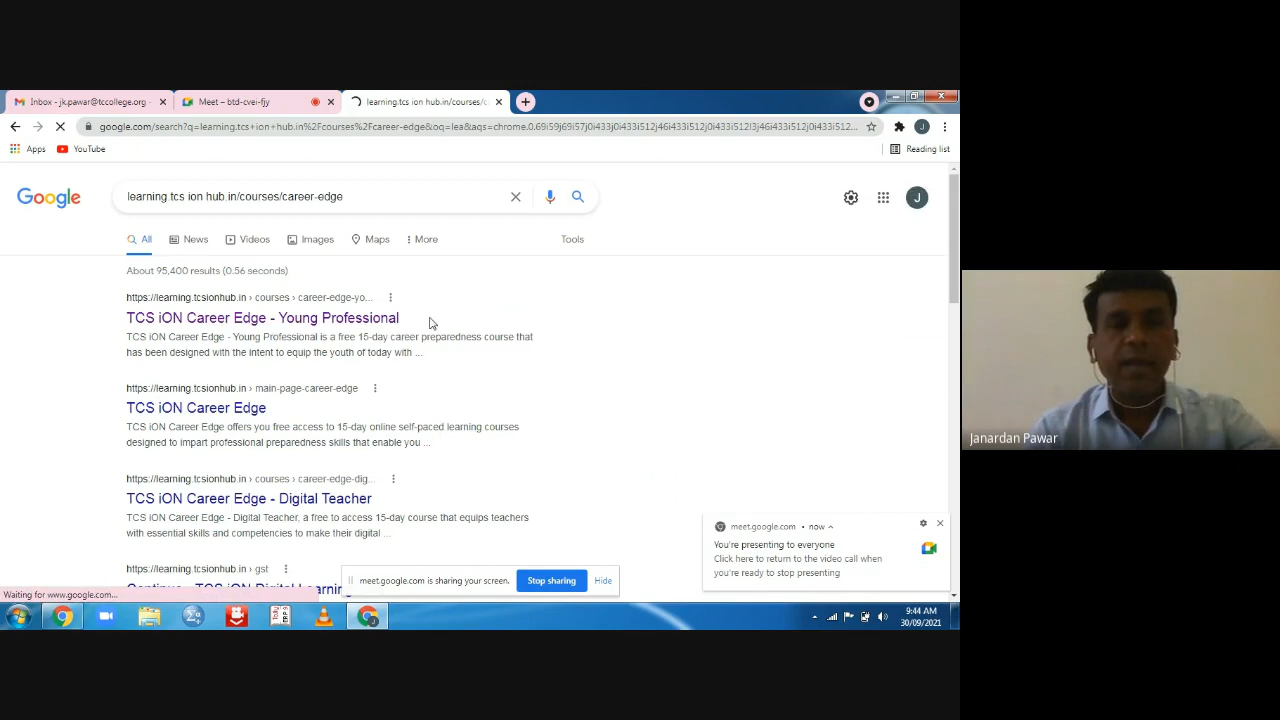 Inbox - jk.pawar@tccollege.org -
Meet – btd-cvei-fjy
learning.tcs ion hub.in/courses/c
google.com/search?q=learning.tcs+ion+hub.in%2Fcourses%2Fcareer-edge&oq=lea&aqs=chrome.0.69i59j69i57j0i433j0i433i512j46i433i512j0i433i512l3j46i433i512j0i433i512...
Apps
YouTube
Reading list
Google
learning.tcs ion hub.in/courses/career-edge
J
All
News
Videos
Images
Maps
More
Tools
About 95,400 results (0.56 seconds)
https://learning.tcsionhub.in › courses › career-edge-yo...
TCS iON Career Edge - Young Professional
TCS iON Career Edge - Young Professional is a free 15-day career preparedness course that
has been designed with the intent to equip the youth of today with ...
https://learning.tcsionhub.in › main-page-career-edge
TCS iON Career Edge
TCS iON Career Edge offers you free access to 15-day online self-paced learning courses
designed to impart professional preparedness skills that enable you ...
https://learning.tcsionhub.in › courses › career-edge-dig...
TCS iON Career Edge - Digital Teacher
TCS iON Career Edge - Digital Teacher, a free to access 15-day course that equips teachers
with essential skills and competencies to make their digital ...
https://learning.tcsionhub.in › gst
Continue - TCS iON Digital Learning
meet.google.com • now
You're presenting to everyone
Click here to return to the video call when
you're ready to stop presenting
meet.google.com is sharing your screen.
Stop sharing
Hide
Waiting for www.google.com...
9:44 AM
30/09/2021
Janardan Pawar